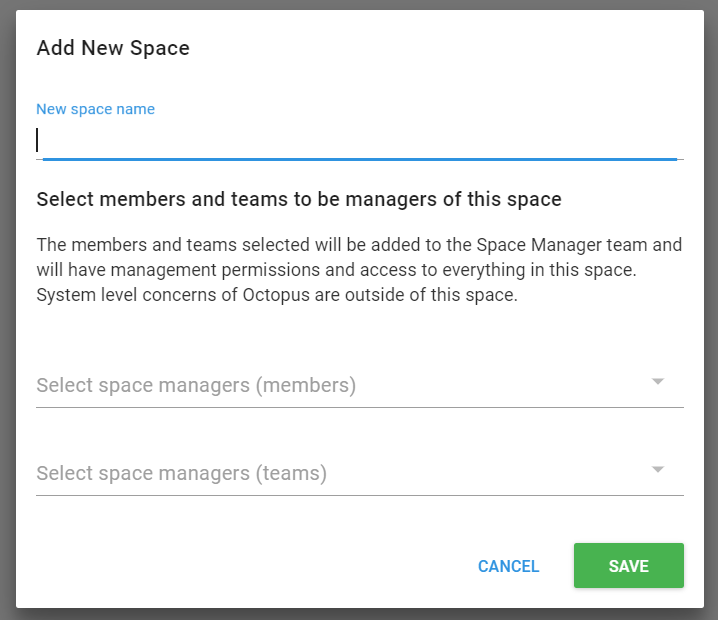 Add New Space
New space name
Select members and teams to be managers of this space
The members and teams selected will be added to the Space Manager team and
will have management permissions and access to everything in this space.
System level concerns of Octopus are outside of this space.
Select space managers (members)
Select space managers (teams)
CANCEL SAVE